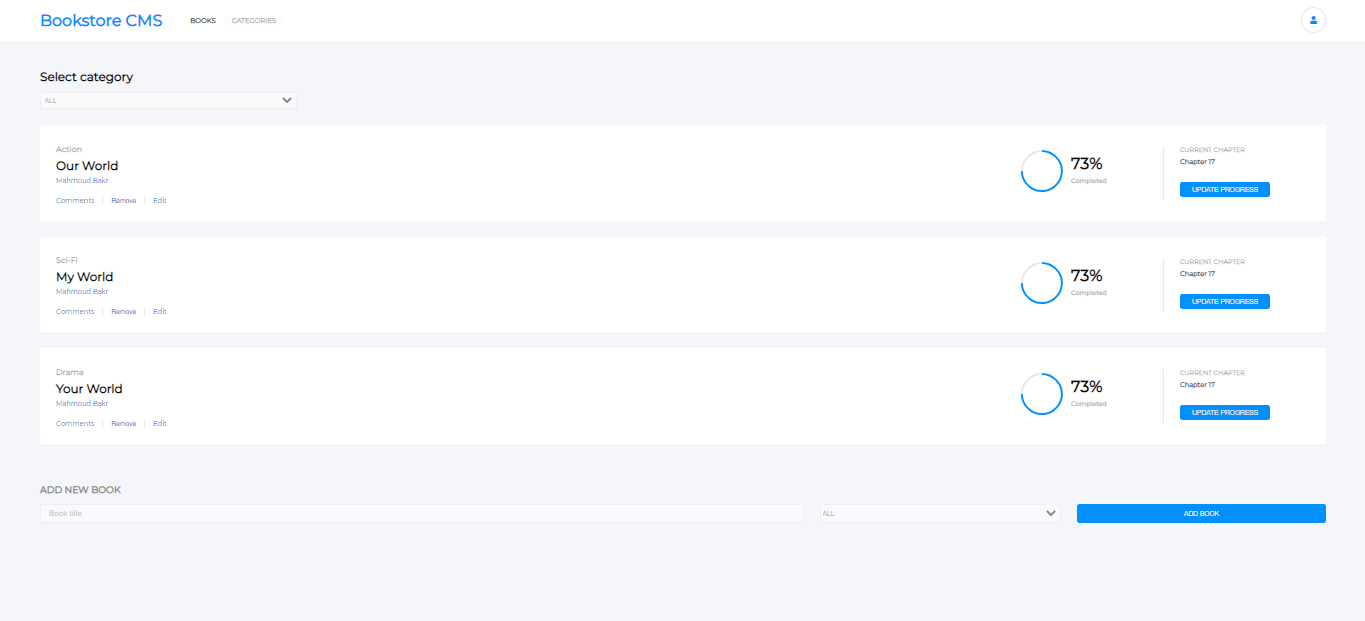 Bookstore CMS BOOKS CATEGORIES
Select category
ALL
Action
Our World
Mahmoud Bakr
Comments Remove Edit
73%
Completed
CURRENT CHAPTER
Chapter 17
UPDATE PROGRESS
Sci-Fi
My World
Mahmoud Bakr
Comments Remove Edit
73%
Completed
CURRENT CHAPTER
Chapter 17
UPDATE PROGRESS
Drama
Your World
Mahmoud Bakr
Comments Remove Edit
73%
Completed
CURRENT CHAPTER
Chapter 17
UPDATE PROGRESS
ADD NEW BOOK
Book title ALL ADD BOOK